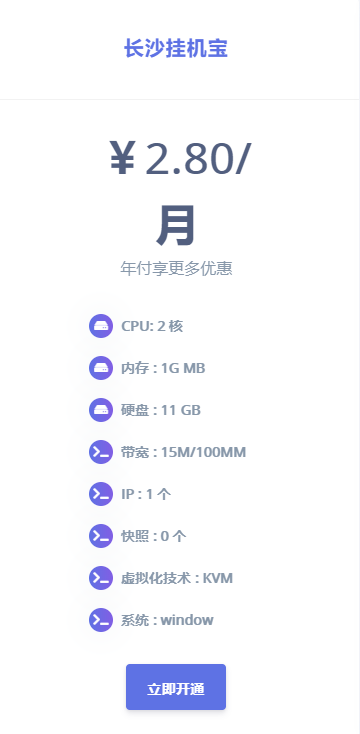 长沙挂机宝
￥2.80/
月
年付享更多优惠
CPU: 2 核
内存 : 1G MB
硬盘 : 11 GB
带宽 : 15M/100MM
IP : 1 个
快照 : 0 个
虚拟化技术 : KVM
系统 : window
立即开通